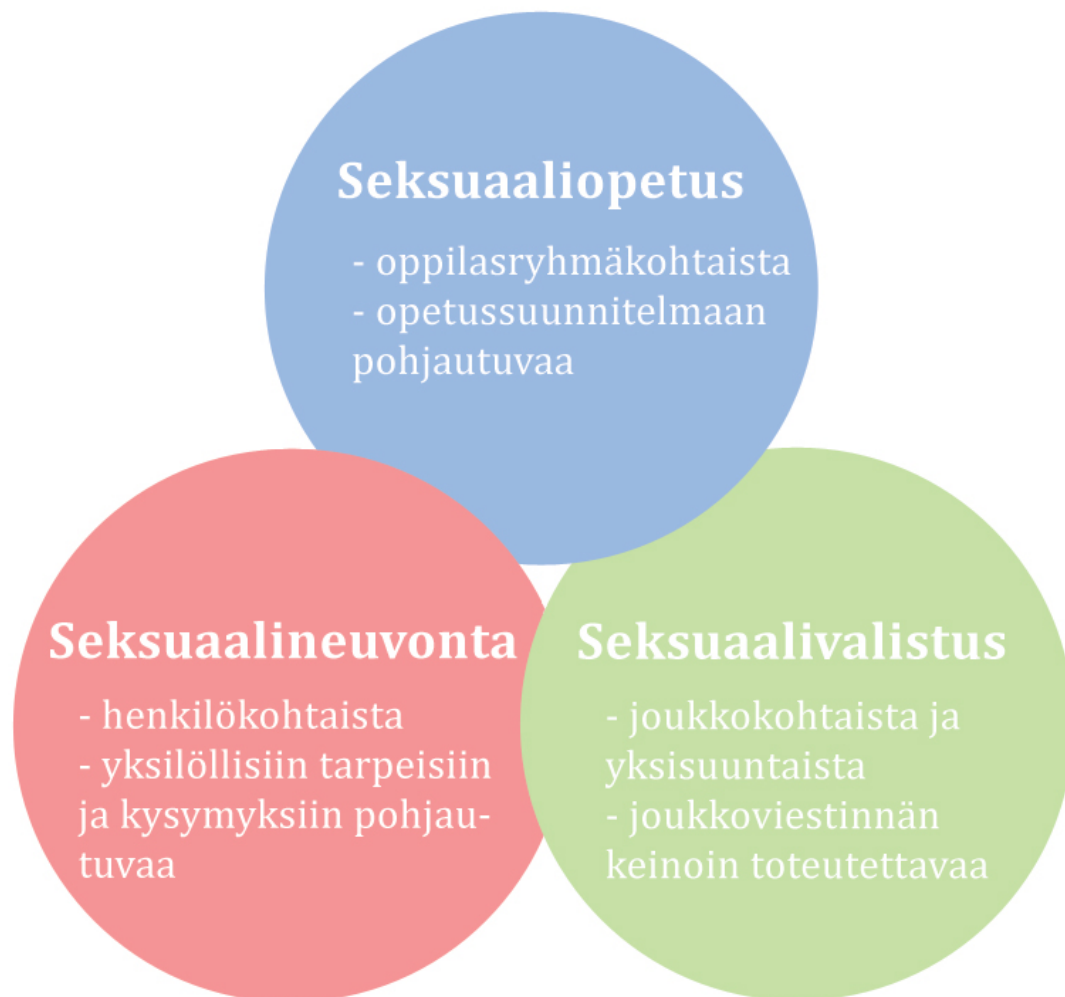 Seksuaaliopetus
- oppilasryhmäkohtaista
- opetussuunnitelmaan
pohjautuvaa
Seksuaalineuvonta
- henkilökohtaista
- yksilöllisiin tarpeisiin
ja kysymyksiin pohjau-
tuvaa
Seksuaalivalistus
- joukkokohtaista ja
yksisuuntaista
- joukkoviestinnän
keinoin toteutettavaa